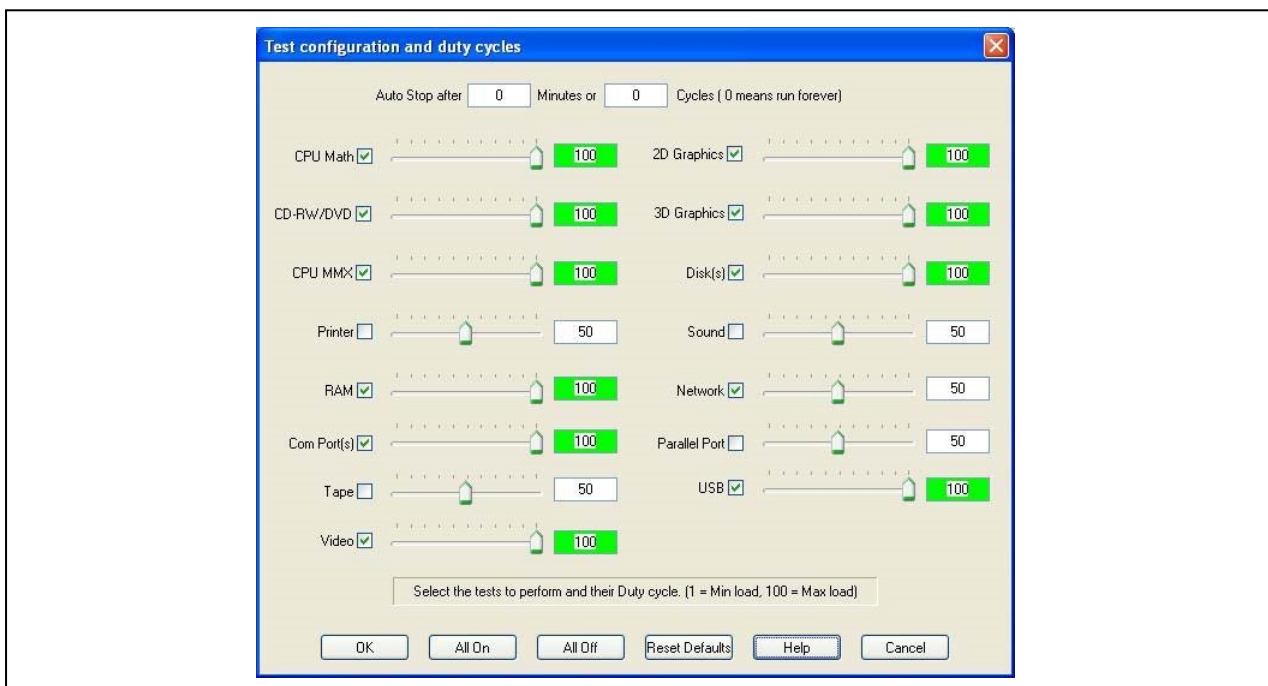 Test configuration and duty cycles
Auto Stop after 0 Minutes or 0 Cycles ( 0 means run forever)
CPU Math 100 2D Graphics 100
CD-RW/DVD 100 3D Graphics 100
CPU MMX 100 Disk(s) 100
Printer 50 Sound 50
RAM 100 Network 50
Com Port(s) 100 Parallel Port 50
Tape 50 USB 100
Video 100
Select the tests to perform and their Duty cycle. (1 = Min load, 100 = Max load)
OK All On All Off Reset Defaults Help Cancel